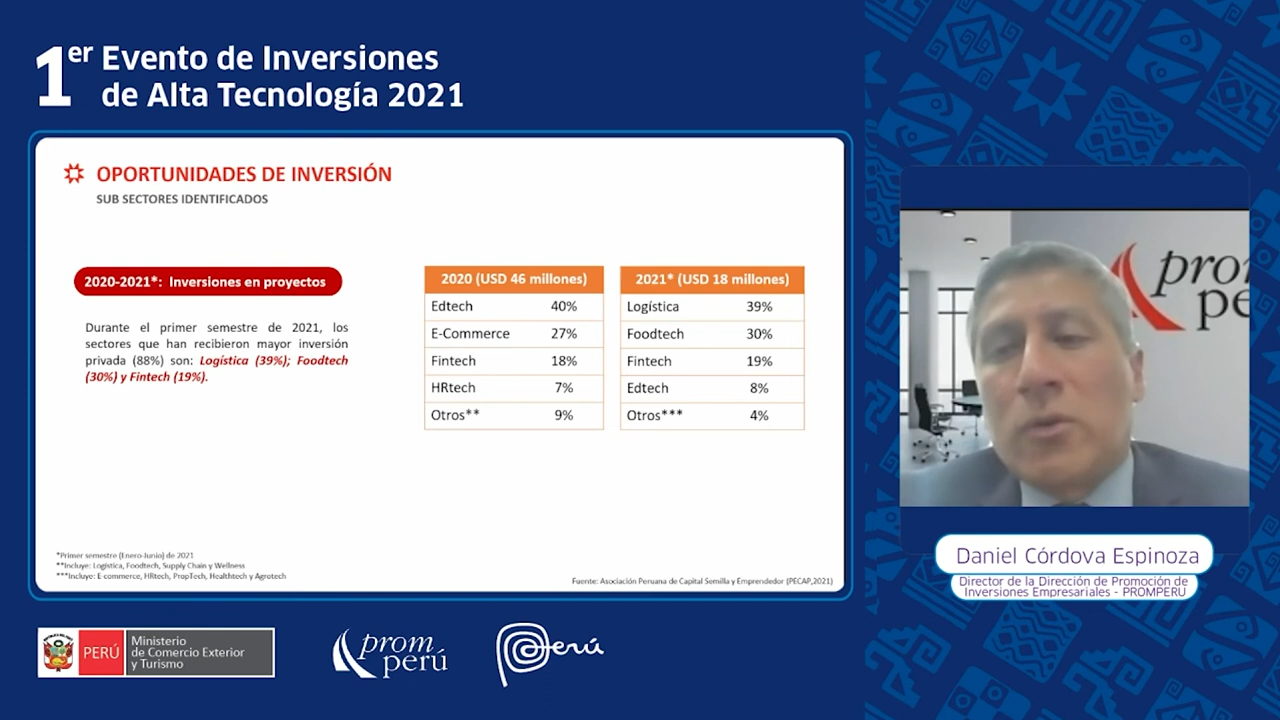 1er Evento de Inversiones
de Alta Tecnología 2021
OPORTUNIDADES DE INVERSIÓN
SUB SECTORES IDENTIFICADOS
2020-2021*: Inversiones en proyectos
Durante el primer semestre de 2021, los
sectores que han recibieron mayor inversión
privada (88%) son: Logística (39%); Foodtech
(30%) y Fintech (19%).
2020 (USD 46 millones)
Edtech 40%
E-Commerce 27%
Fintech 18%
HRtech 7%
Otros** 9%
2021* (USD 18 millones)
Logística 39%
Foodtech 30%
Fintech 19%
Edtech 8%
Otros*** 4%
*Primer semestre (Enero-Junio) de 2021
**Incluye: Logística, Foodtech, Supply Chain y Wellness
***Incluye: E-commerce, HRtech, PropTech, Healthtech y Agrotech
Fuente: Asociación Peruana de Capital Semilla y Emprendedor (PECAP,2021)
prom
pe
Daniel Córdova Espinoza
Director de la Dirección de Promoción de
Inversiones Empresariales - PROMPERÚ
PERÚ
Ministerio
de Comercio Exterior
y Turismo
prom
perú
Perú